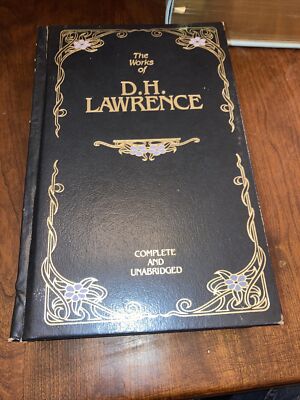 The
Works
of
D.H.
LAWRENCE
COMPLETE
AND
UNABRIDGED